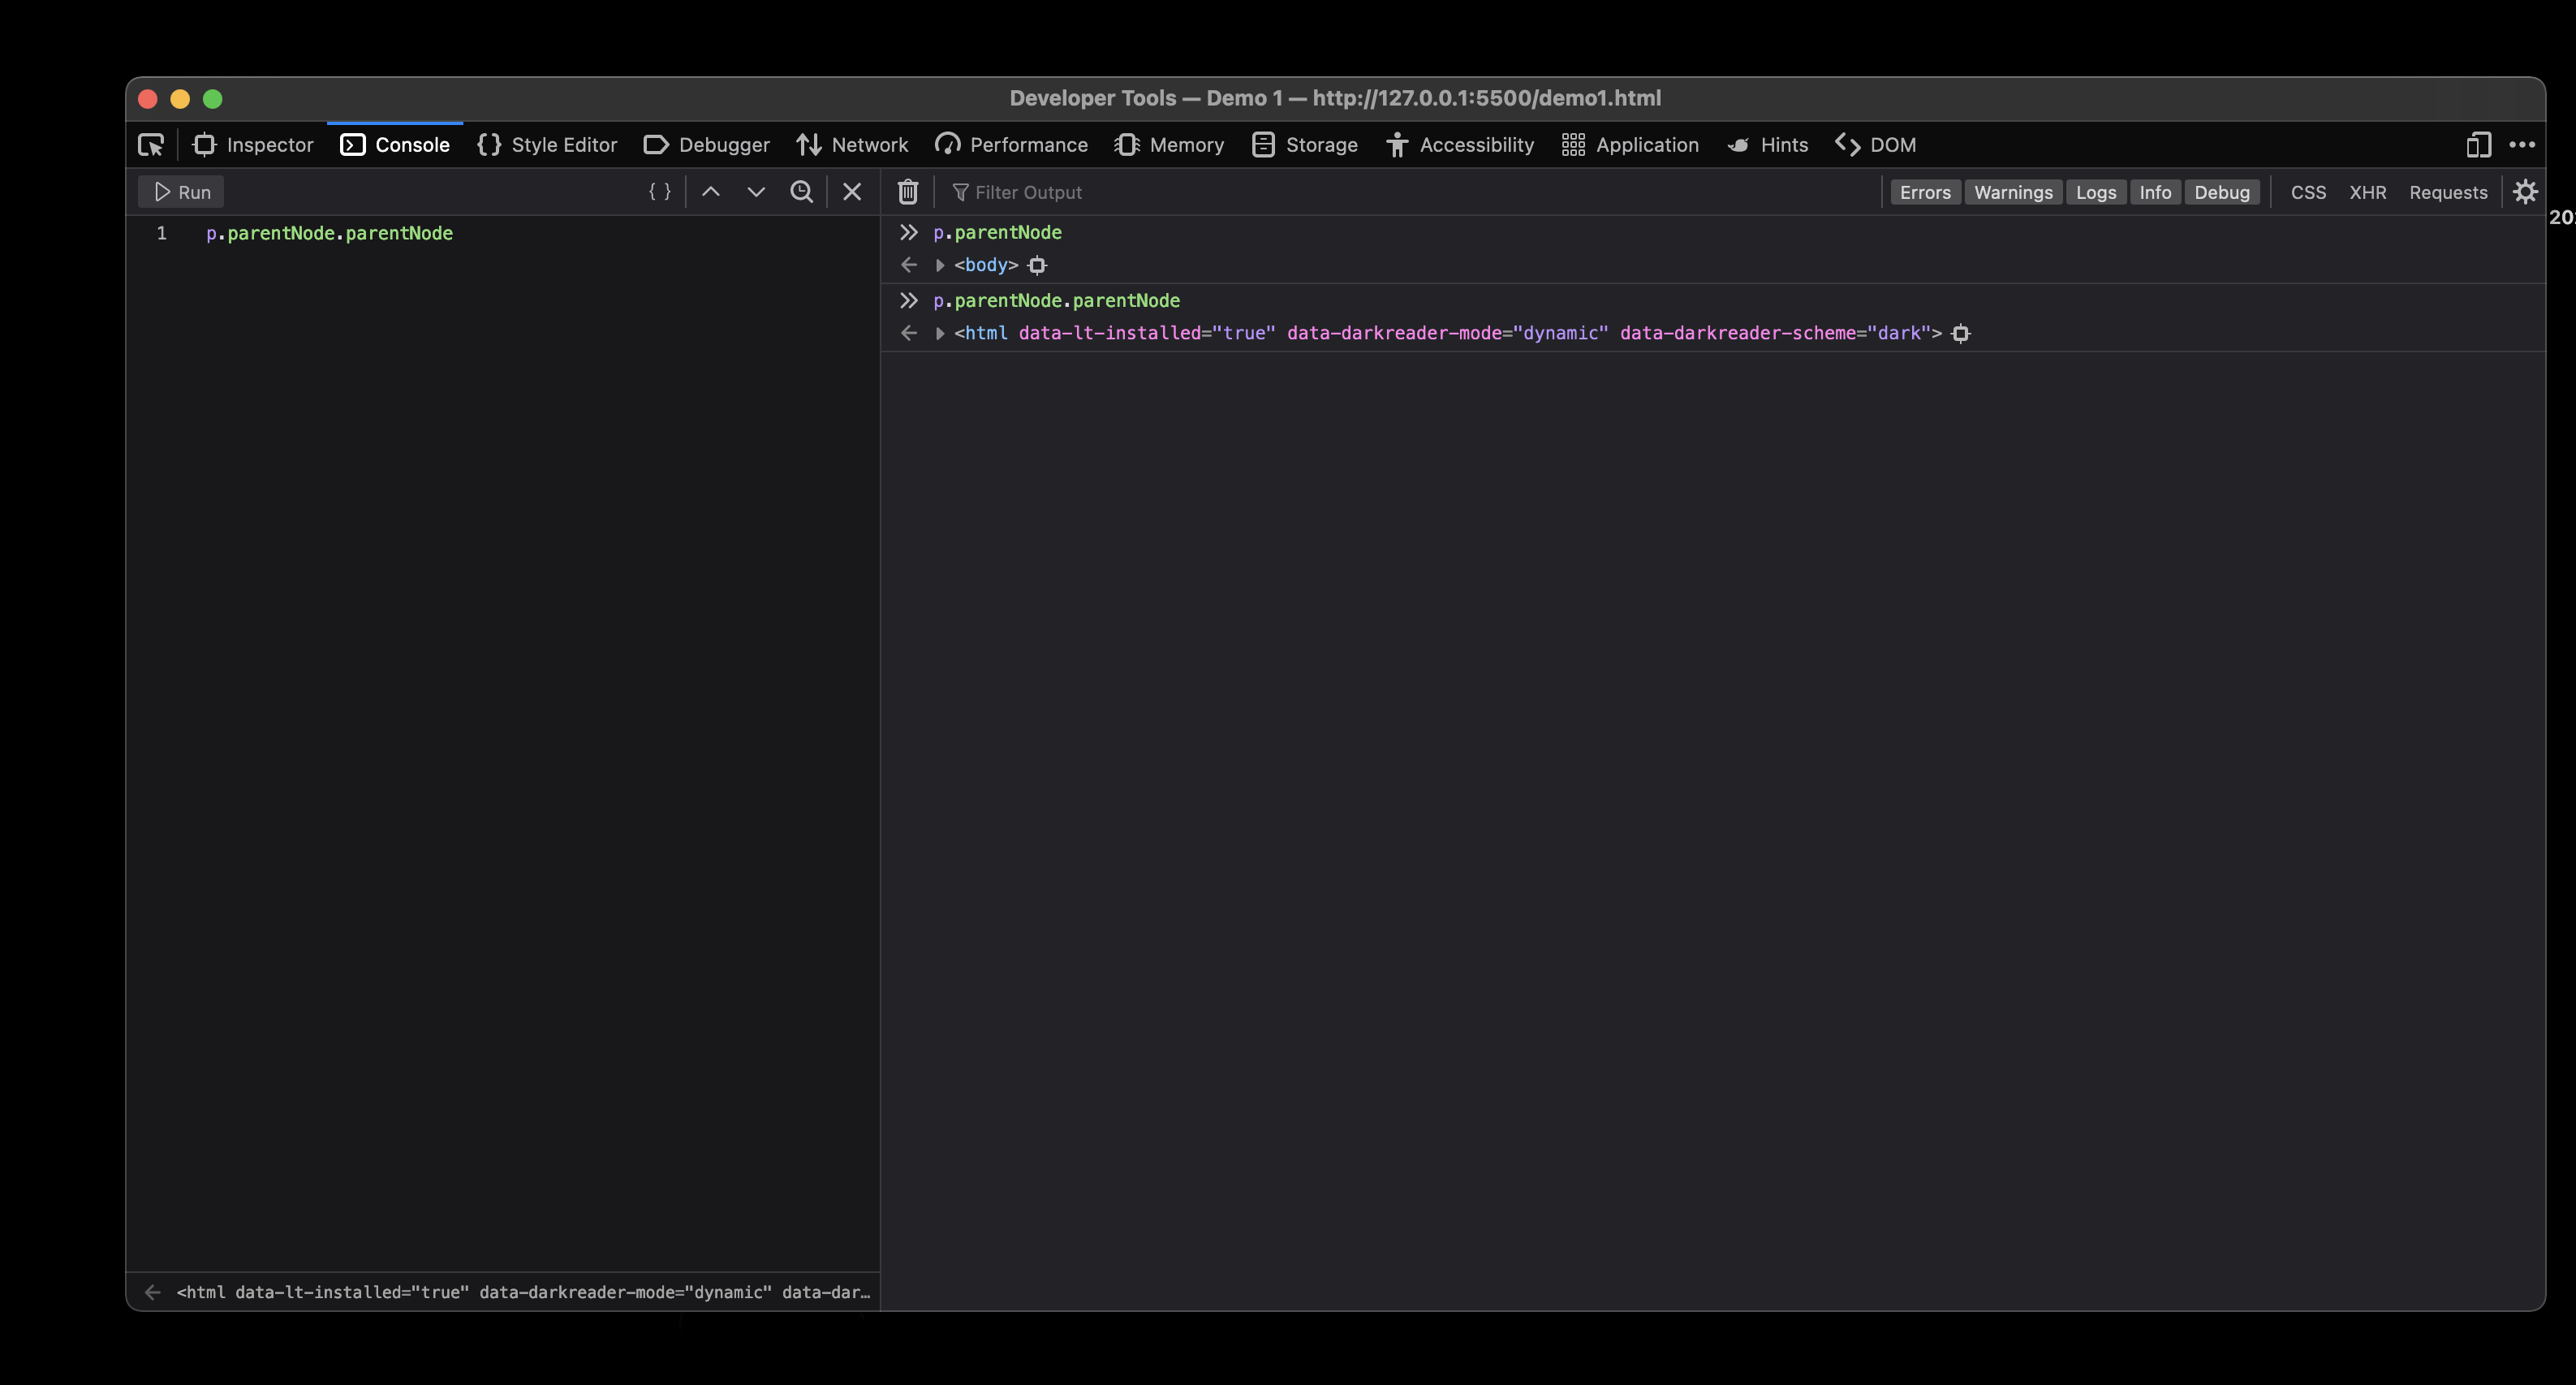 Developer Tools — Demo 1 — http://127.0.0.1:5500/demo1.html
Inspector Console Style Editor Debugger Network Performance Memory Storage Accessibility Application Hints DOM
Run
Filter Output Errors Warnings Logs Info Debug CSS XHR Requests
1 p.parentNode.parentNode
p.parentNode
<body>
p.parentNode.parentNode
<html data-lt-installed="true" data-darkreader-mode="dynamic" data-darkreader-scheme="dark">
<html data-lt-installed="true" data-darkreader-mode="dynamic" data-dar…